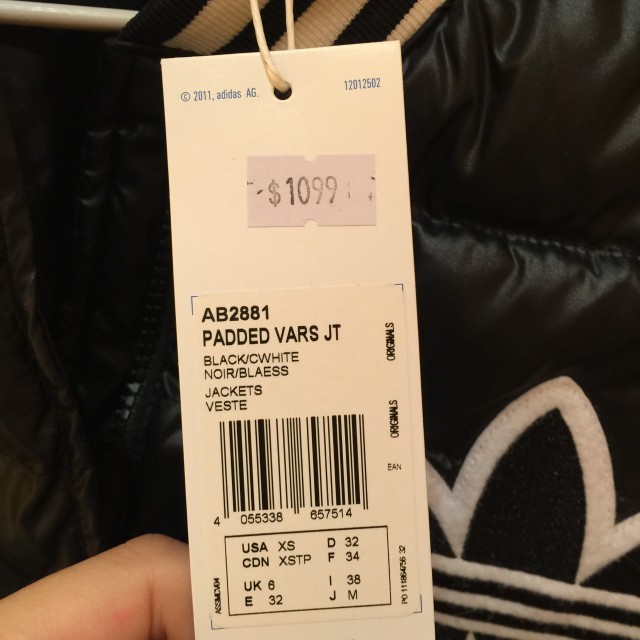 © 2011, adidas AG. 12012502
$1099
AB2881
PADDED VARS JT
BLACK/CWHITE
NOIR/BLAESS
JACKETS
VESTE
ORIGINALS
ORIGINALS
EAN
4 055338 657514
USA XS D 32
CDN XSTP F 34
UK 6 I 38
E 32 J M